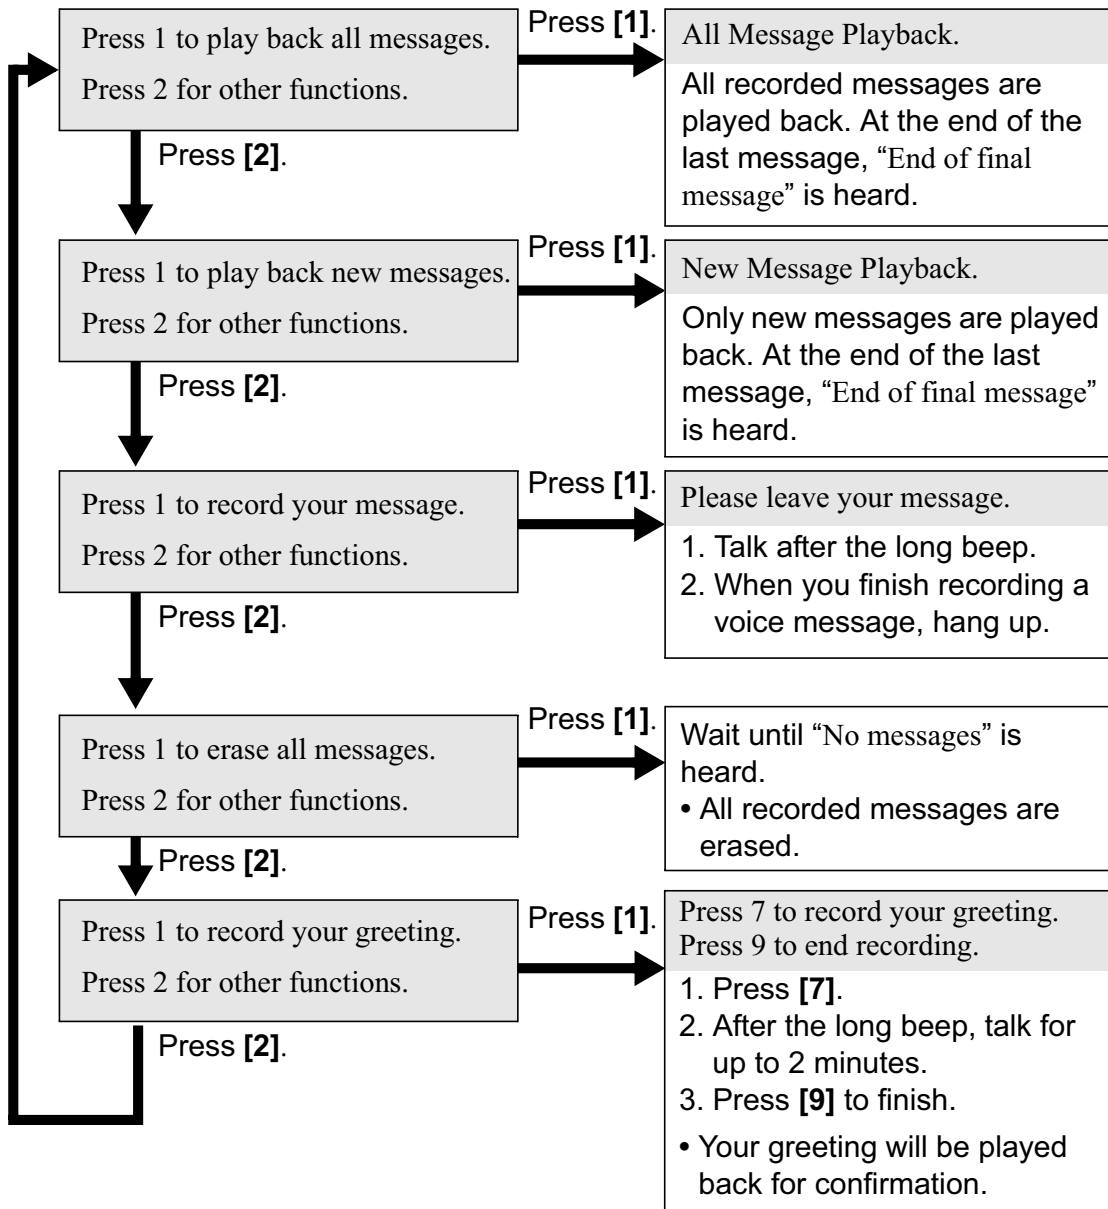 Press 1 to play back all messages.
Press 2 for other functions.
Press [1].
All Message Playback.
All recorded messages are
played back. At the end of the
last message, “End of final
message” is heard.
Press [2].
Press 1 to play back new messages.
Press 2 for other functions.
Press [1].
New Message Playback.
Only new messages are played
back. At the end of the last
message, “End of final message”
is heard.
Press [2].
Press 1 to record your message.
Press 2 for other functions.
Press [1].
Please leave your message.
1. Talk after the long beep.
2. When you finish recording a
voice message, hang up.
Press [2].
Press 1 to erase all messages.
Press 2 for other functions.
Press [1].
Wait until “No messages” is
heard.
• All recorded messages are
erased.
Press [2].
Press 1 to record your greeting.
Press 2 for other functions.
Press [1].
Press 7 to record your greeting.
Press 9 to end recording.
1. Press [7].
2. After the long beep, talk for
up to 2 minutes.
3. Press [9] to finish.
• Your greeting will be played
back for confirmation.
Press [2].